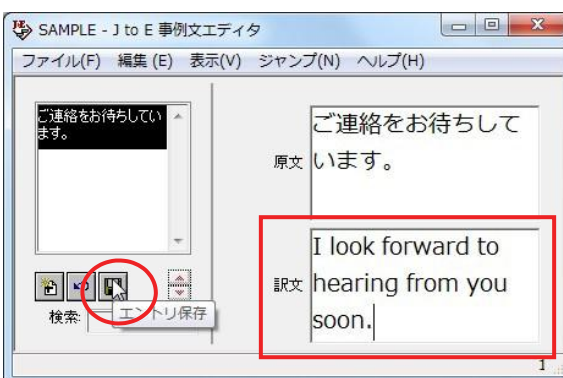 SAMPLE - J to E 事例文エディタ
ファイル(F) 編集(E) 表示(V) ジャンプ(N) ヘルプ(H)
ご連絡をお待ちしてい
ます。
原文
ご連絡をお待ちして
います。
訳文
I look forward to
hearing from you
soon.
検索:
エントリ保存
1